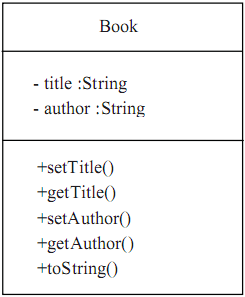 Book
- title :String
- author :String
+setTitle()
+getTitle()
+setAuthor()
+getAuthor()
+toString()